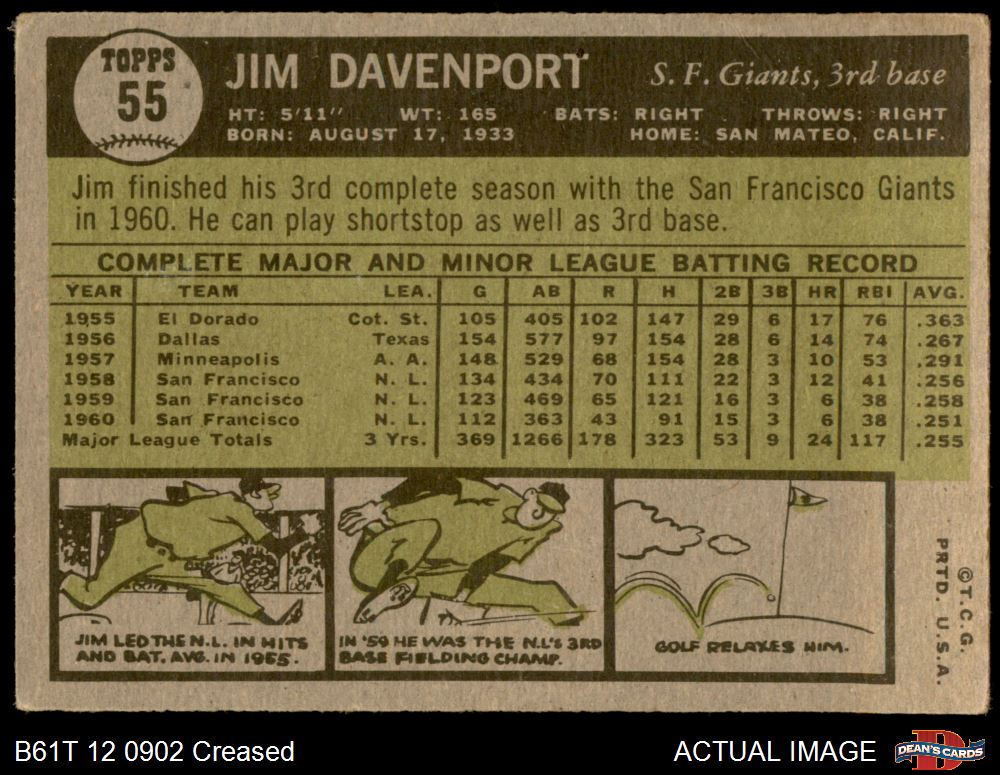 TOPPS
55
JIM DAVENPORT
S. F. Giants, 3rd base
HT: 5'11" WT: 165 BATS: RIGHT THROWS: RIGHT
BORN: AUGUST 17, 1933 HOME: SAN MATEO, CALIF.
Jim finished his 3rd complete season with the San Francisco Giants
in 1960. He can play shortstop as well as 3rd base.
COMPLETE MAJOR AND MINOR LEAGUE BATTING RECORD
YEAR TEAM LEA. G AB R H 2B 3B HR RBI AVG.
1955 El Dorado Cot. St. 105 405 102 147 29 6 17 76 .363
1956 Dallas Texas 154 577 97 154 28 6 14 74 .267
1957 Minneapolis A. A. 148 529 68 154 28 3 10 53 .291
1958 San Francisco N. L. 134 434 70 111 22 3 12 41 .256
1959 San Francisco N. L. 123 469 65 121 16 3 6 38 .258
1960 San Francisco N. L. 112 363 43 91 15 3 6 38 .251
Major League Totals 3 Yrs. 369 1266 178 323 53 9 24 117 .255
JIM LED THE N.L. IN HITS
AND BAT. AVG. IN 1955.
IN '59 HE WAS THE N.L'S 3RD
BASE FIELDING CHAMP.
GOLF RELAXES HIM.
© T. C. G.
PRTD. U.S.A.
B61T 12 0902 Creased
ACTUAL IMAGE
DEAN'S CARDS